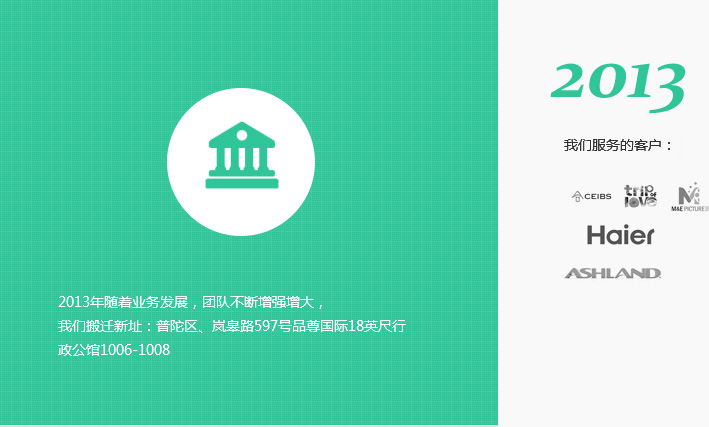 2013年随着业务发展，团队不断增强增大，
我们搬迁新址：普陀区、岚皋路597号品尊国际18英尺行
政公馆1006-1008
2013
我们服务的客户：
CEIBS
trip of love
M&E PICTURES
Haier
ASHLAND